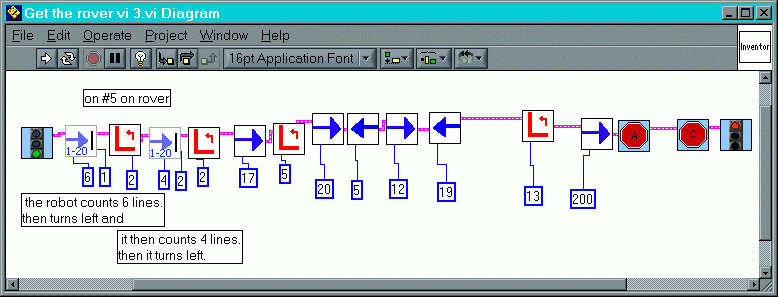 Get the rover vi 3.vi Diagram
File Edit Operate Project Window Help
16pt Application Font
Inventor
on #5 on rover
1-20
1-20
A
C
6 1 2 4 2 2 17 5 20 5 12 19 13 200
the robot counts 6 lines.
then turns left and
it then counts 4 lines.
then it turns left.